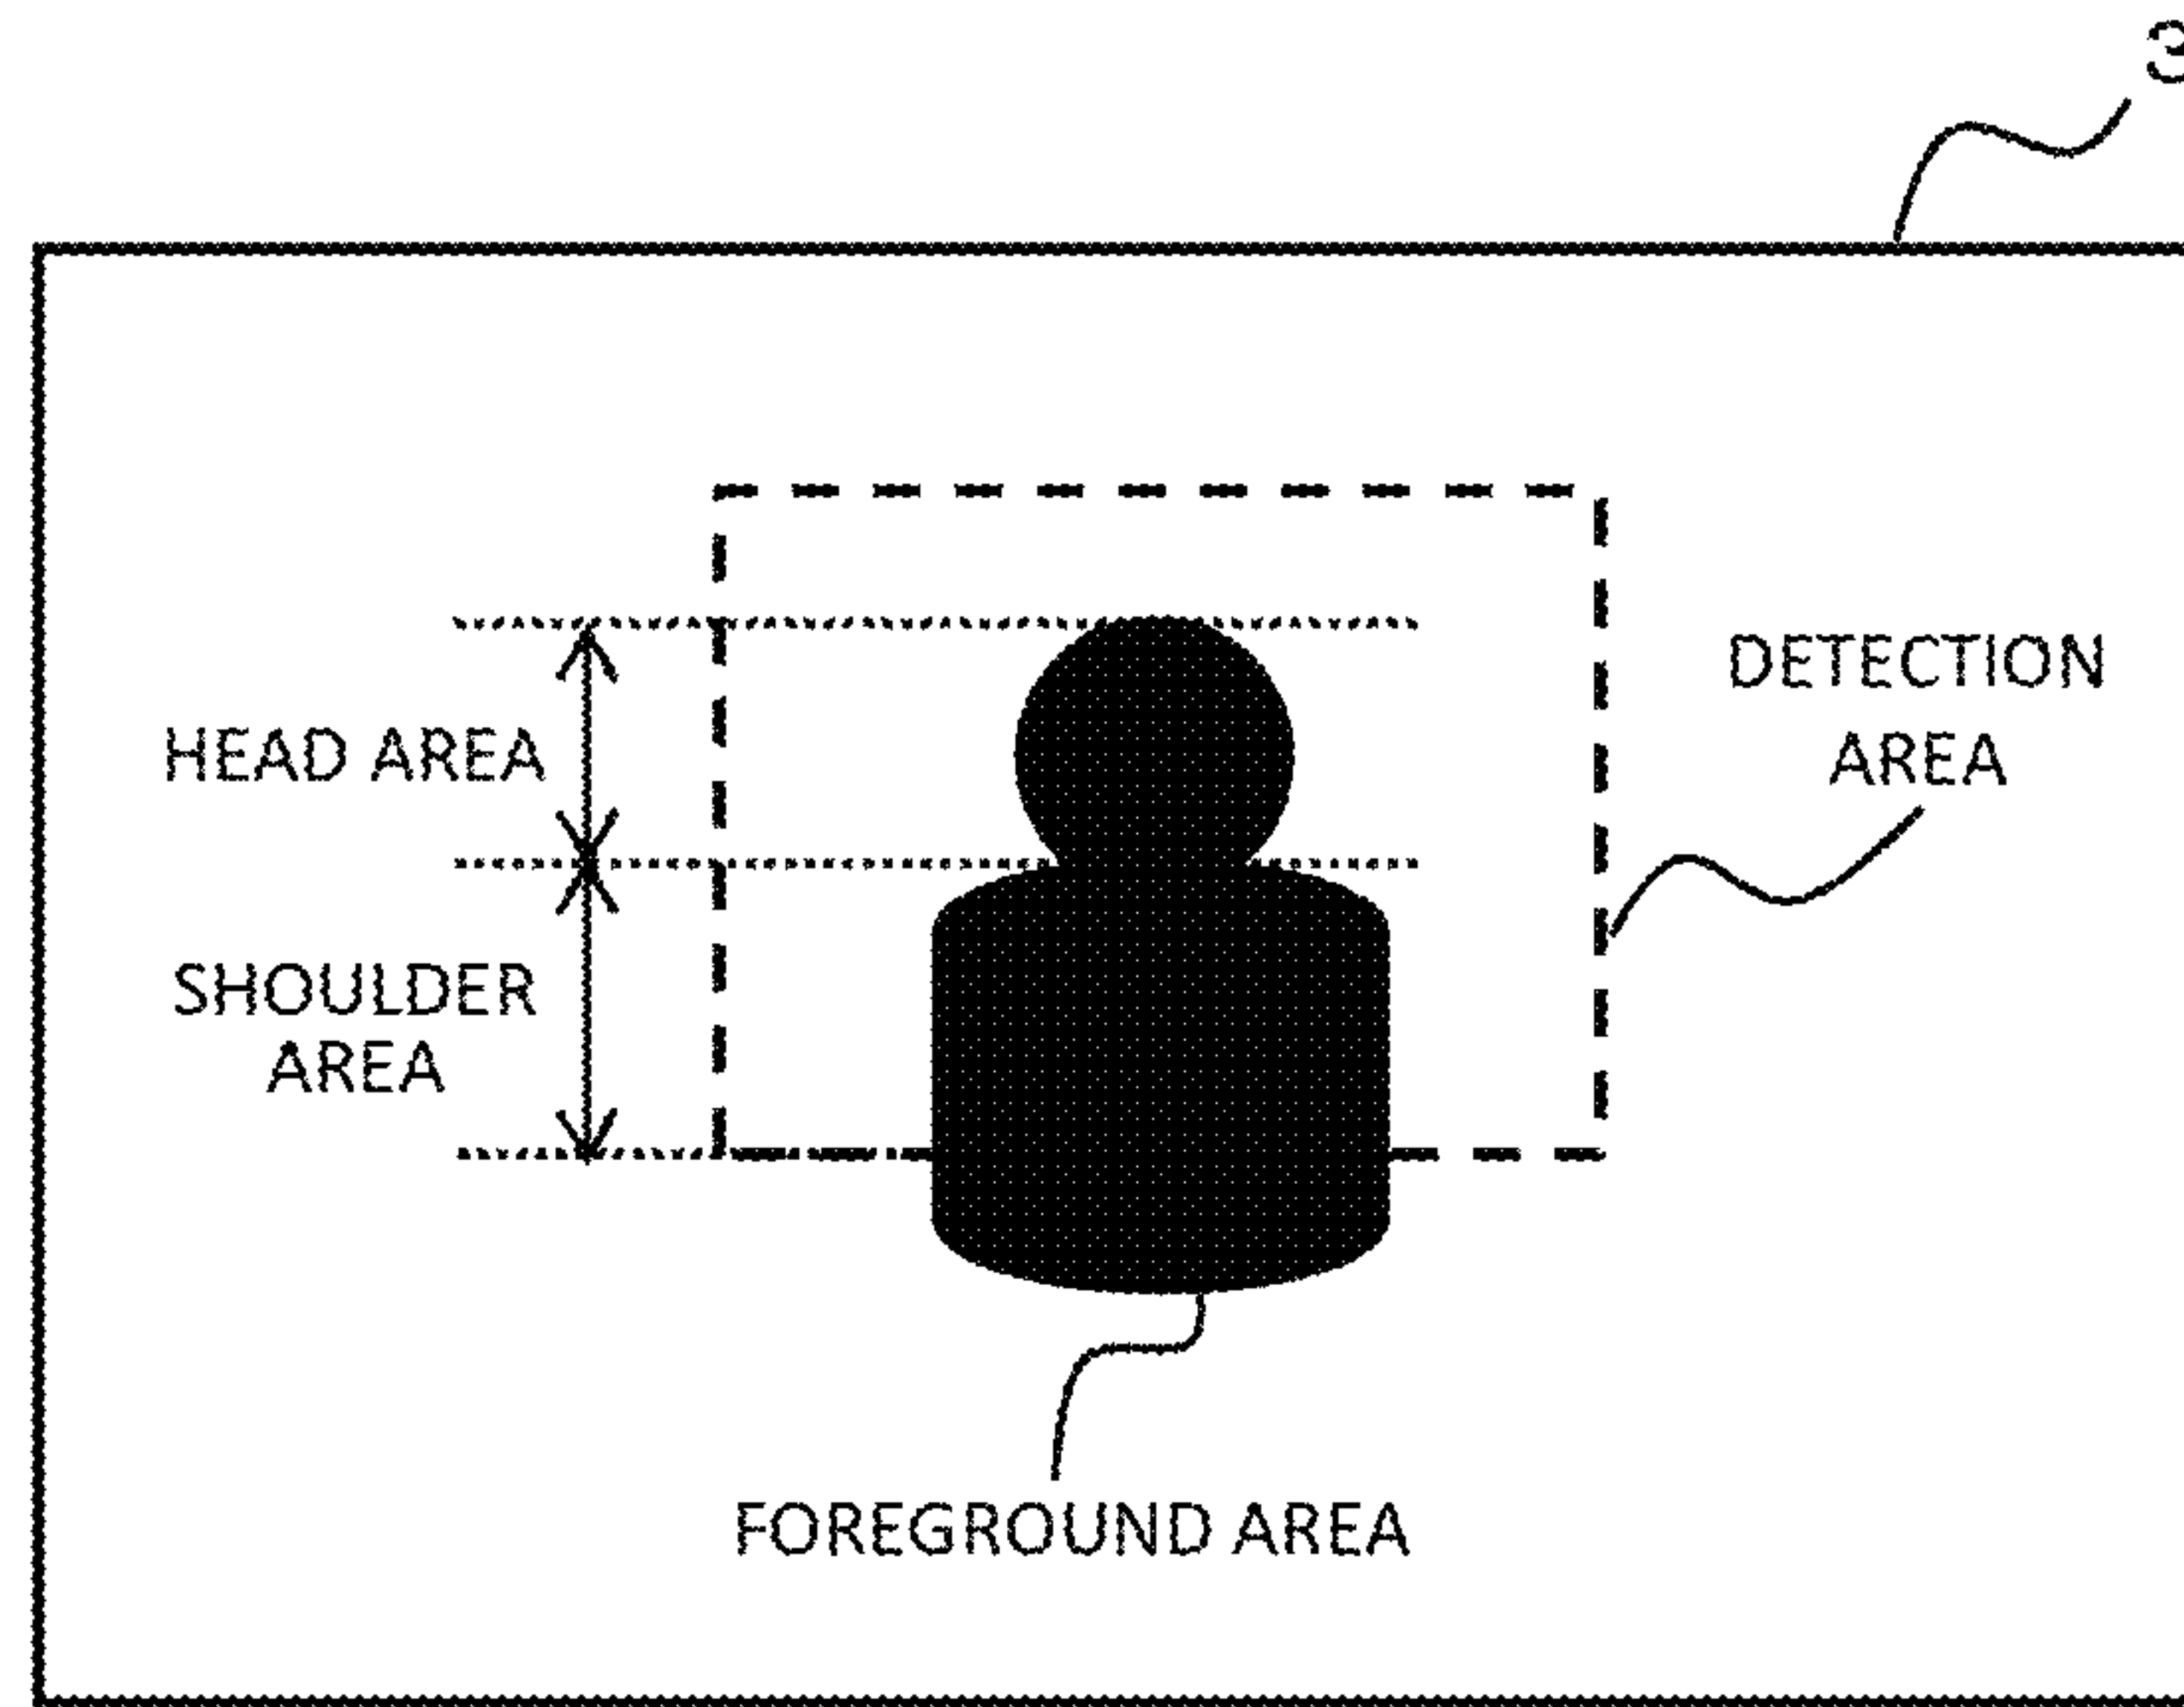 3
DETECTION
AREA
HEAD AREA
SHOULDER
AREA
FOREGROUND AREA